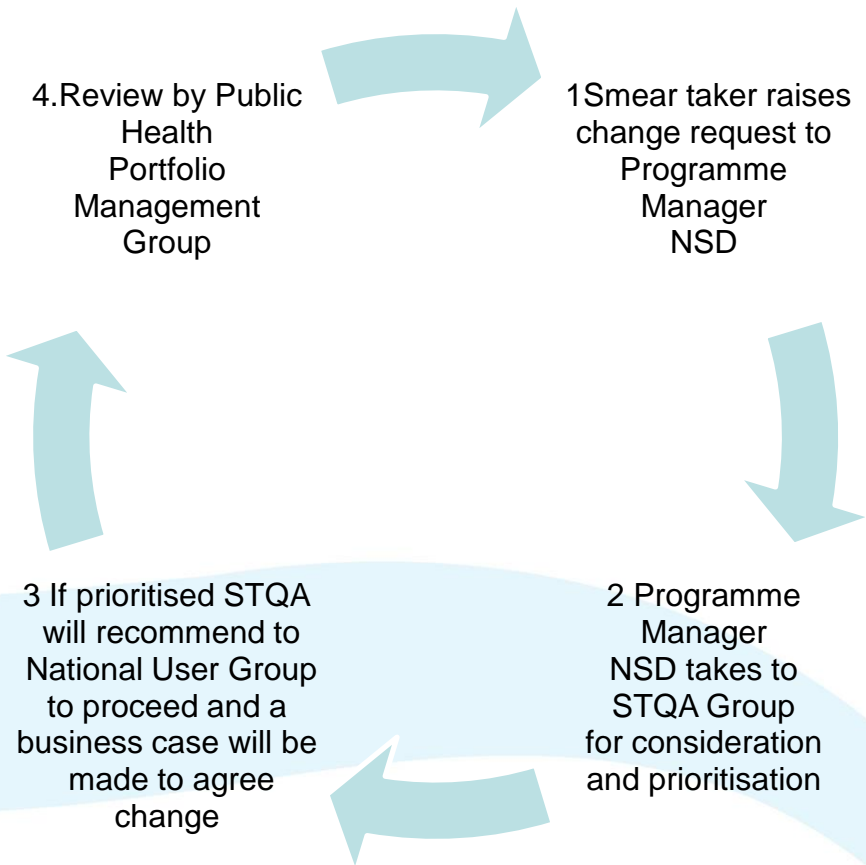 4.Review by Public
Health
Portfolio
Management
Group
1Smear taker raises
change request to
Programme
Manager
NSD
2 Programme
Manager
NSD takes to
STQA Group
for consideration
and prioritisation
3 If prioritised STQA
will recommend to
National User Group
to proceed and a
business case will be
made to agree
change